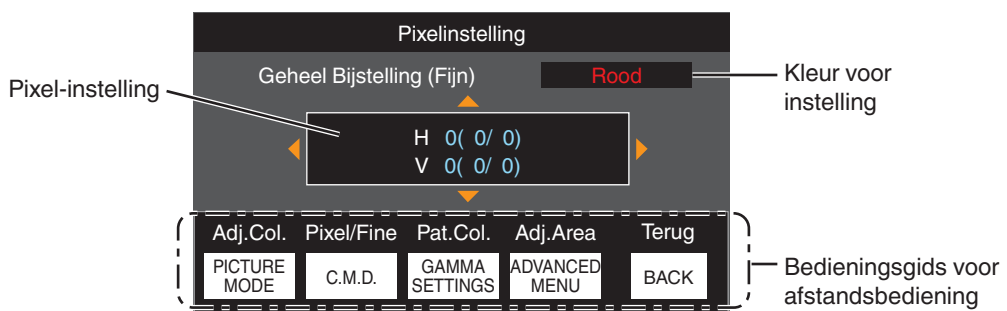 Pixelinstelling
Geheel Bijstelling (Fijn)
Rood
Kleur voor
instelling
Pixel-instelling
H 0( 0/ 0)
V 0( 0/ 0)
Adj.Col. Pixel/Fine Pat.Col. Adj.Area Terug
PICTURE
MODE
C.M.D.
GAMMA
SETTINGS
ADVANCED
MENU
BACK
Bedieningsgids voor
afstandsbediening